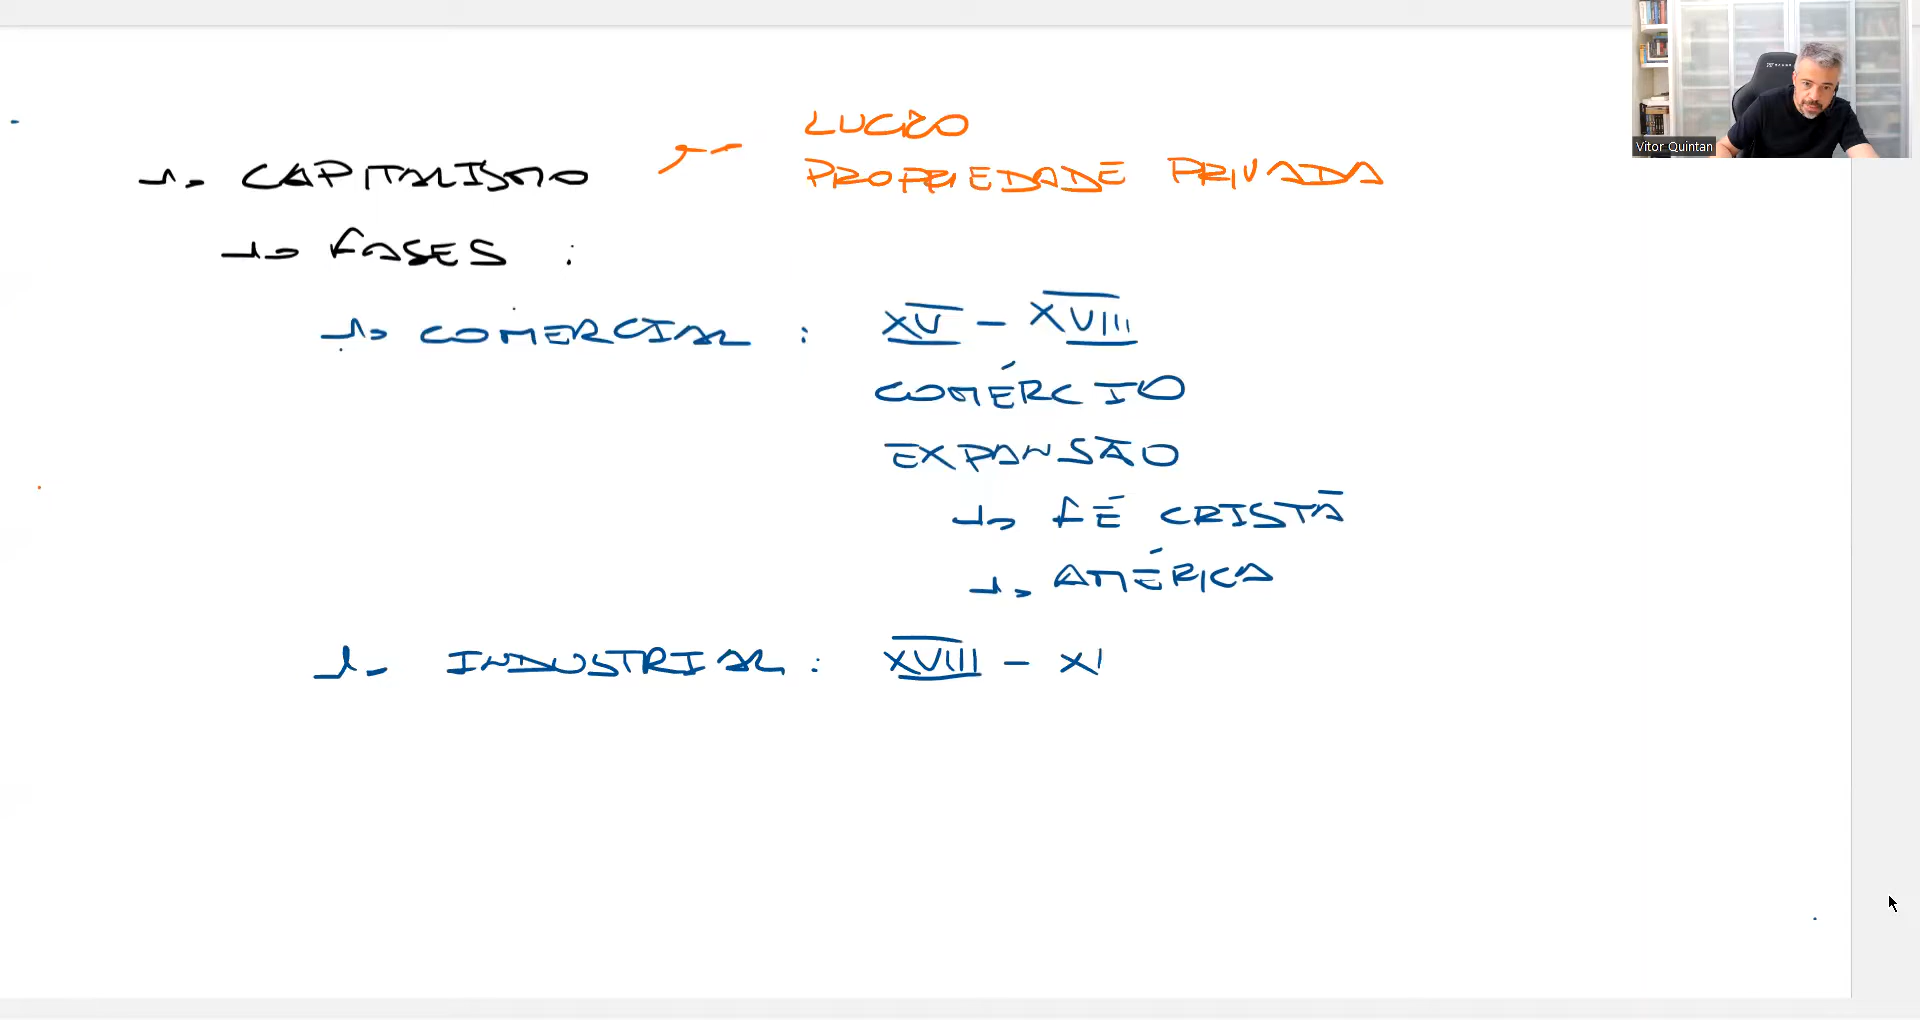 Vitor Quintan
LUCRO
→ CAPITALISMO → PROPRIEDADE PRIVADA
→ FASES :
→ COMERCIAL : XV - XVIII
COMÉRCIO
EXPANSÃO
→ FÉ CRISTÃ
→ AMÉRICA
→ INDUSTRIAL : XVIII - XI